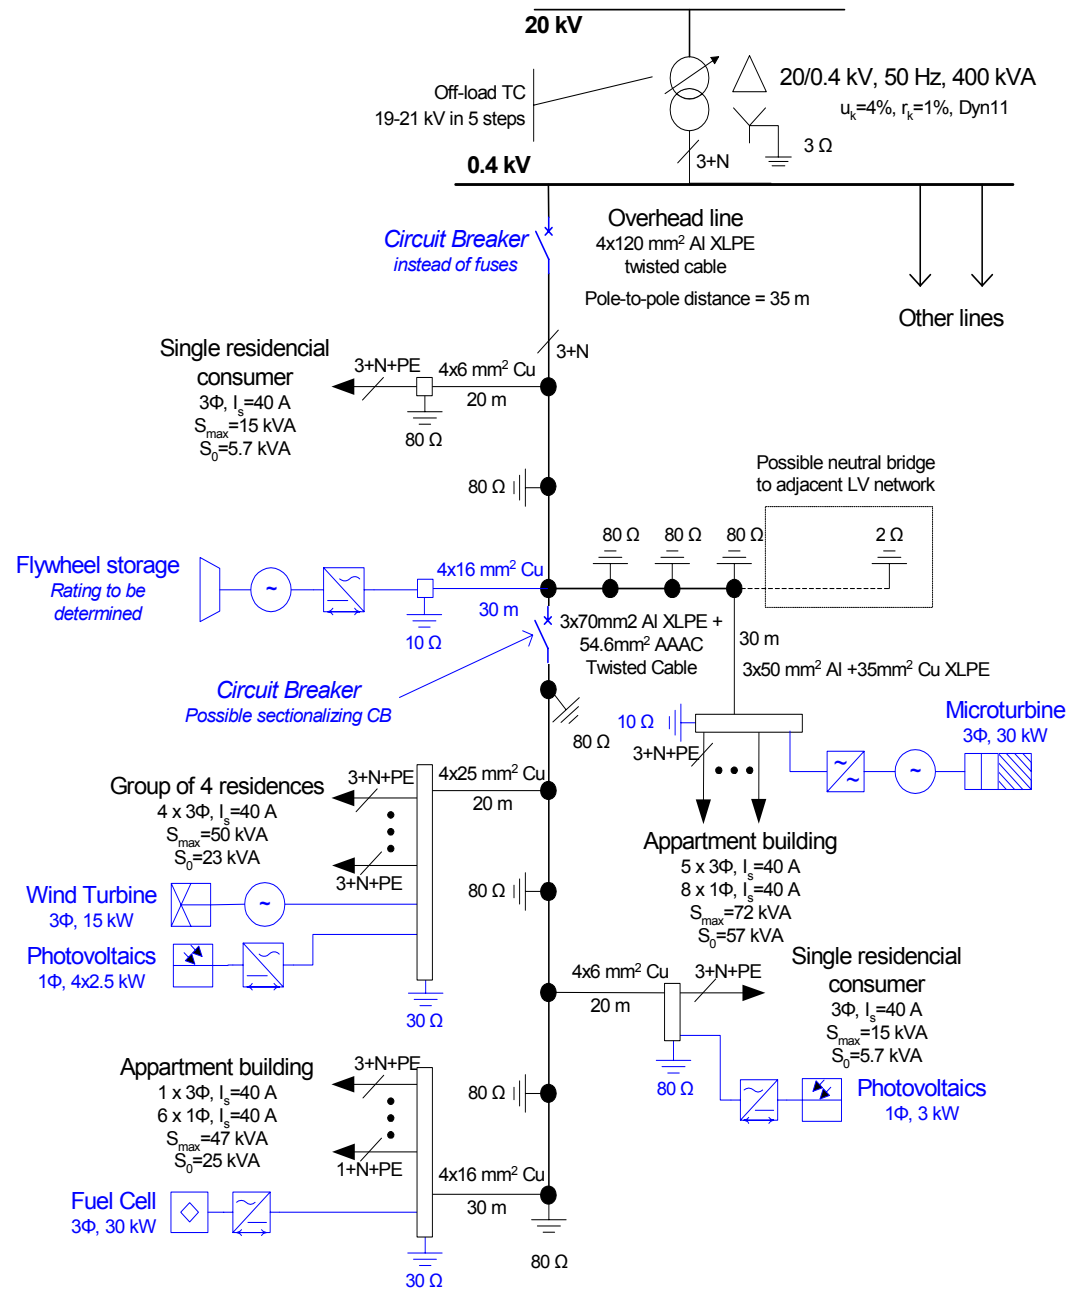 20 kV
Off-load TC
19-21 kV in 5 steps
20/0.4 kV, 50 Hz, 400 kVA
uk=4%, rk=1%, Dyn11
3 Ω
3+N
0.4 kV
Circuit Breaker
instead of fuses
Overhead line
4x120 mm² Al XLPE
twisted cable
Pole-to-pole distance = 35 m
Other lines
3+N
Single residencial
consumer
3Φ, Is=40 A
Smax=15 kVA
S0=5.7 kVA
3+N+PE
4x6 mm² Cu
20 m
80 Ω
80 Ω
Possible neutral bridge
to adjacent LV network
80 Ω
80 Ω
80 Ω
2 Ω
Flywheel storage
Rating to be
determined
~
4x16 mm² Cu
30 m
10 Ω
3x70mm2 Al XLPE +
54.6mm² AAAC
Twisted Cable
30 m
3x50 mm² Al +35mm² Cu XLPE
Circuit Breaker
Possible sectionalizing CB
80 Ω
10 Ω
3+N+PE
Microturbine
3Φ, 30 kW
~
~
~
Appartment building
5 x 3Φ, Is=40 A
8 x 1Φ, Is=40 A
Smax=72 kVA
S0=57 kVA
Group of 4 residences
4 x 3Φ, Is=40 A
Smax=50 kVA
S0=23 kVA
3+N+PE
3+N+PE
4x25 mm² Cu
20 m
Wind Turbine
3Φ, 15 kW
~
Photovoltaics
1Φ, 4x2.5 kW
30 Ω
80 Ω
4x6 mm² Cu
20 m
3+N+PE
80 Ω
Single residencial
consumer
3Φ, Is=40 A
Smax=15 kVA
S0=5.7 kVA
Photovoltaics
1Φ, 3 kW
80 Ω
Appartment building
1 x 3Φ, Is=40 A
6 x 1Φ, Is=40 A
Smax=47 kVA
S0=25 kVA
3+N+PE
1+N+PE
4x16 mm² Cu
30 m
Fuel Cell
3Φ, 30 kW
30 Ω
80 Ω